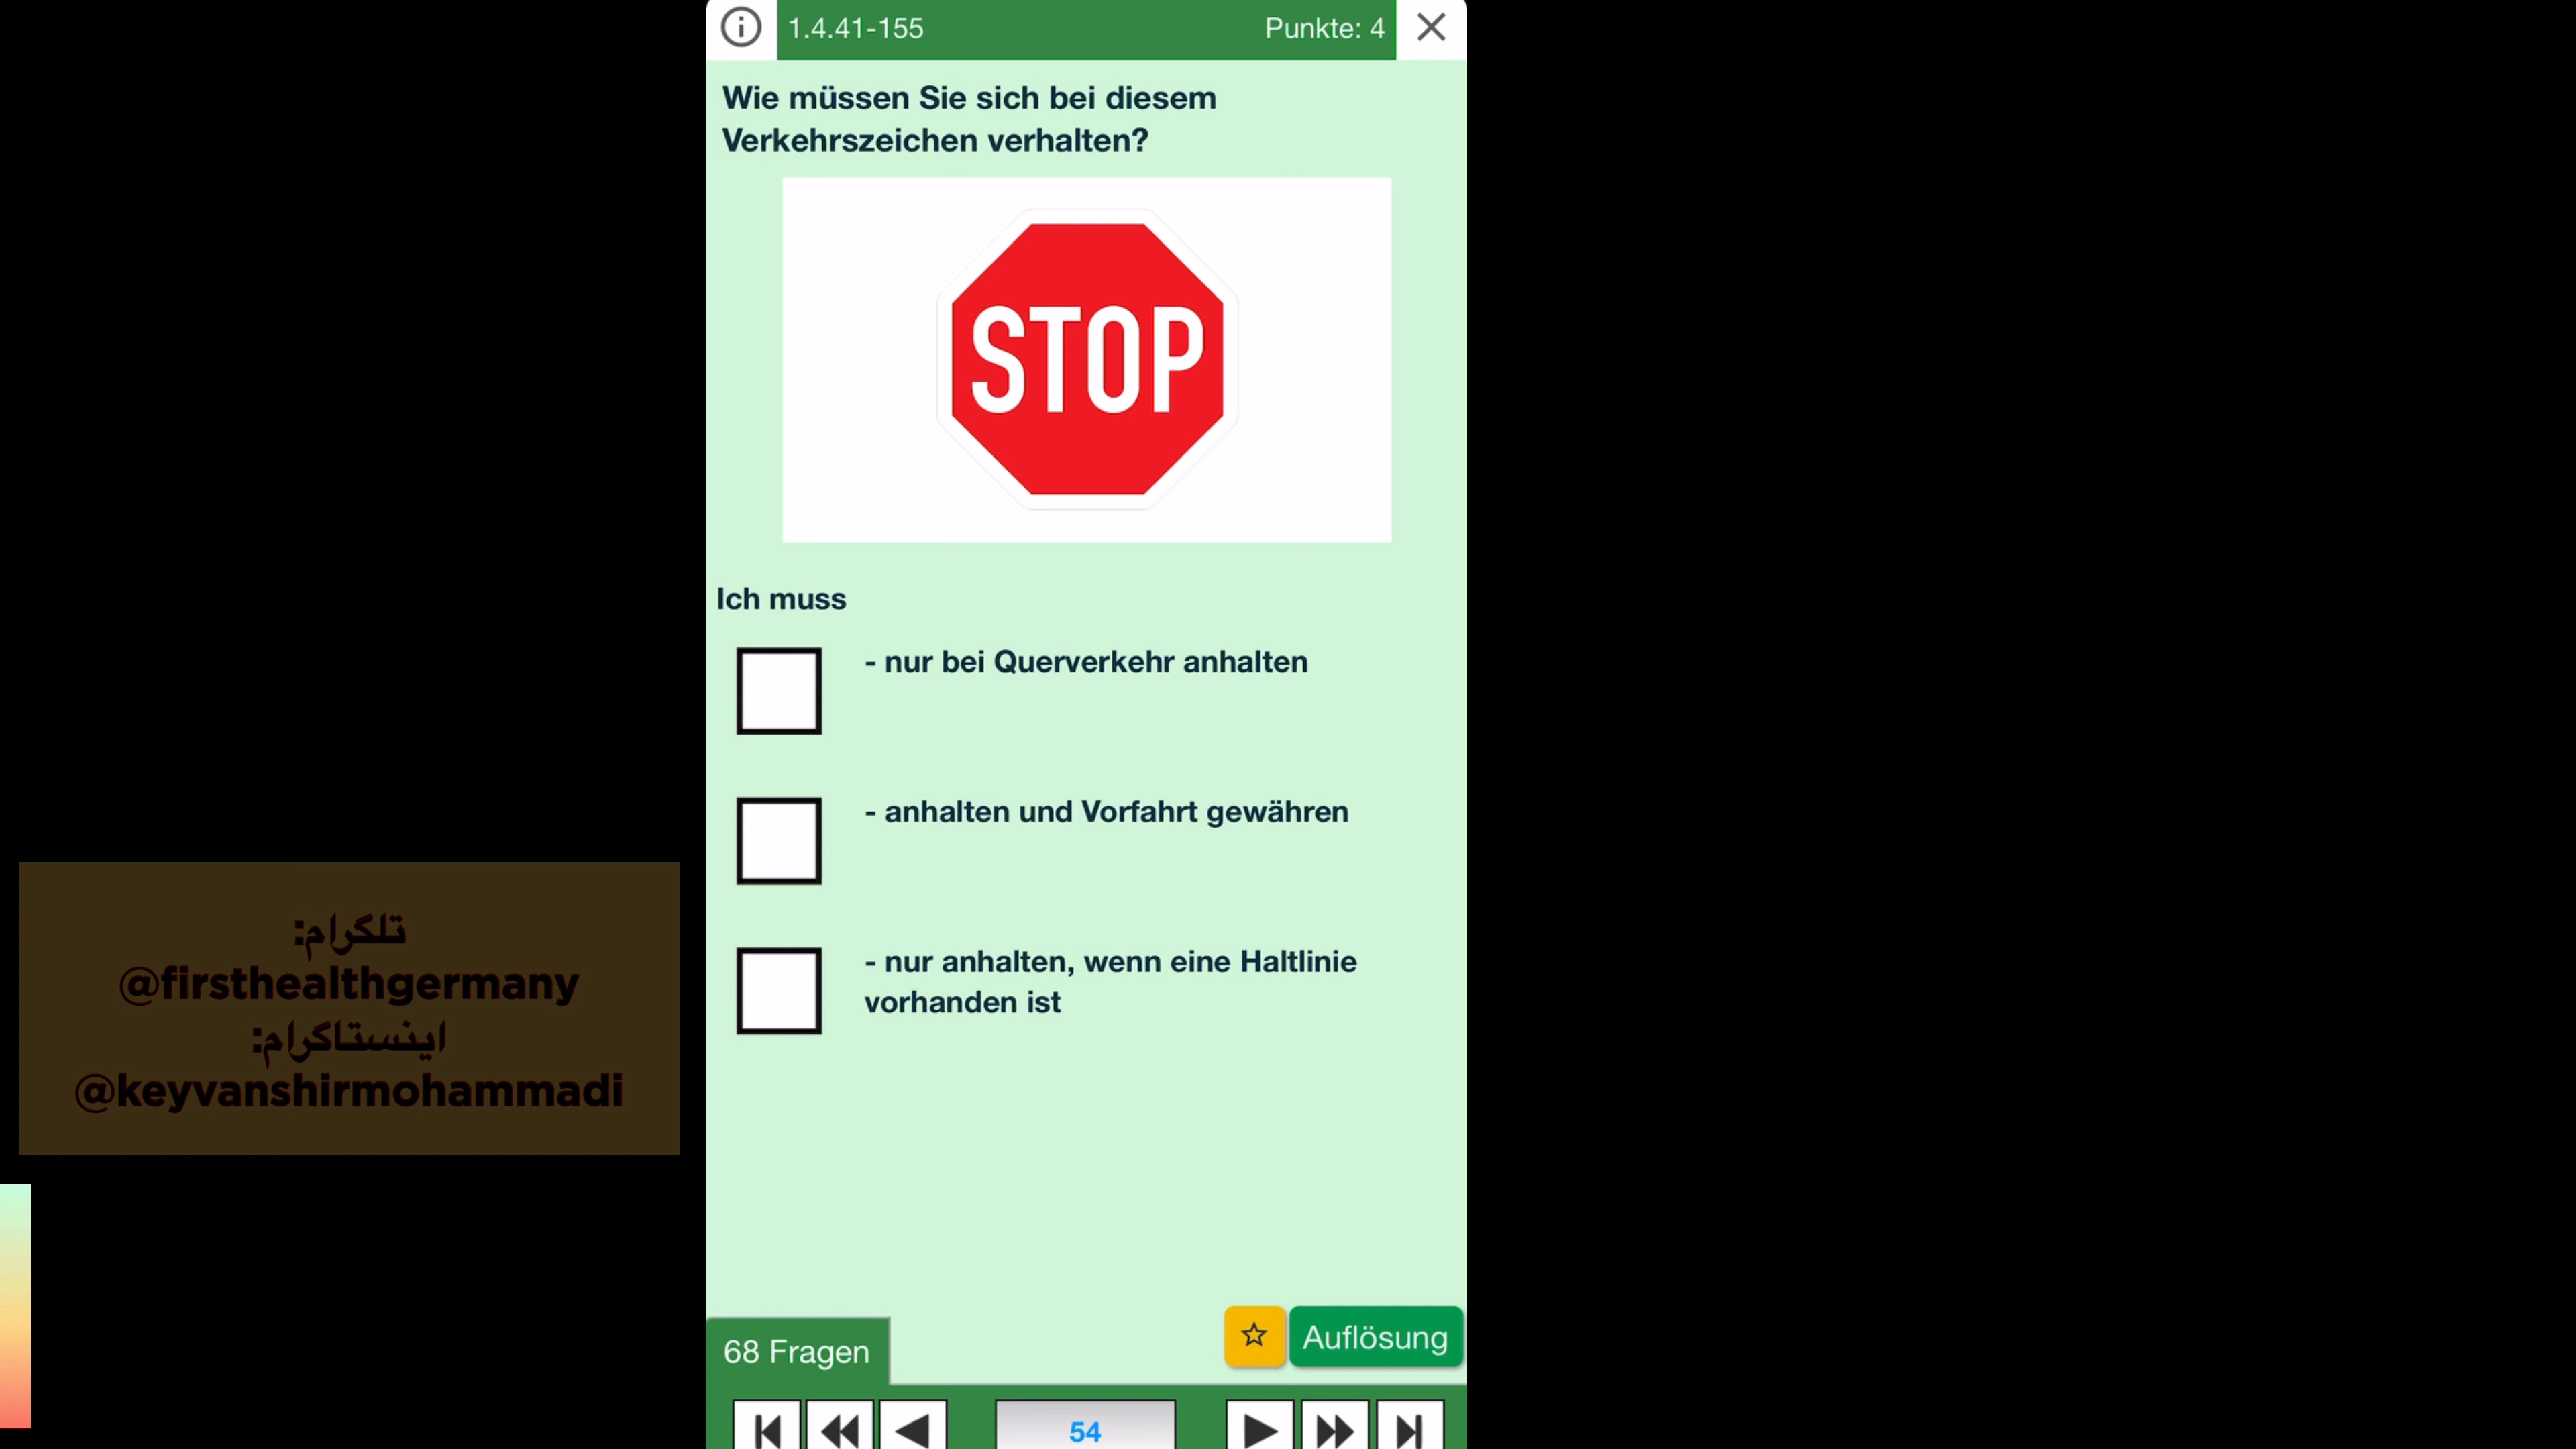 1.4.41-155
Punkte: 4
Wie müssen Sie sich bei diesem
Verkehrszeichen verhalten?
STOP
Ich muss
- nur bei Querverkehr anhalten
- anhalten und Vorfahrt gewähren
- nur anhalten, wenn eine Haltlinie
vorhanden ist
تلگرام:
@firsthealthgermany
اینستاگرام:
@keyvanshirmohammadi
68 Fragen
Auflösung
54